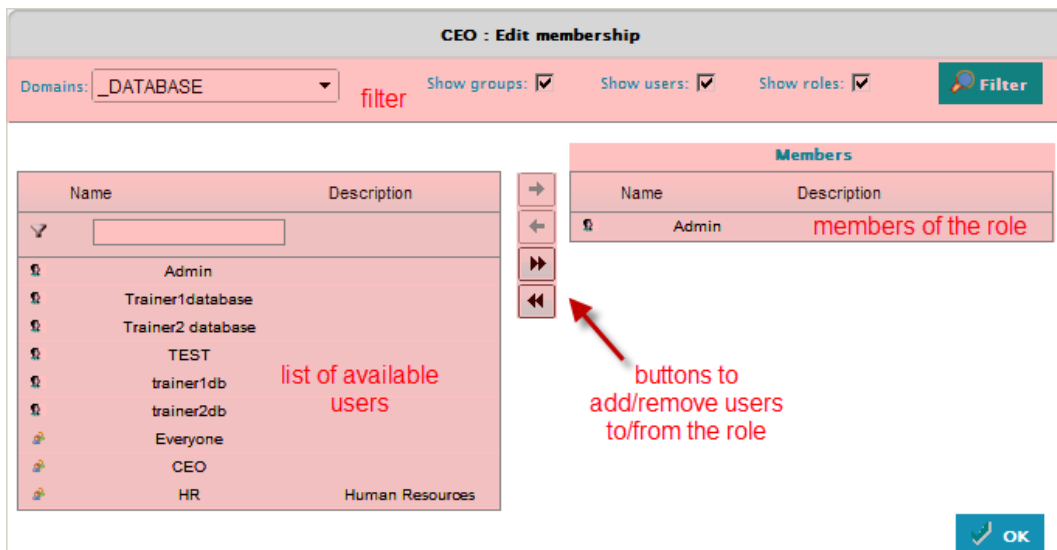 CEO : Edit membership
Domains: _DATABASE filter Show groups: Show users: Show roles: Filter
Members
Name Description
Name Description
Admin members of the role
Admin
Trainer1database
Trainer2 database
TEST
trainer1db
trainer2db
Everyone
CEO
HR Human Resources
list of available
users
buttons to
add/remove users
to/from the role
OK